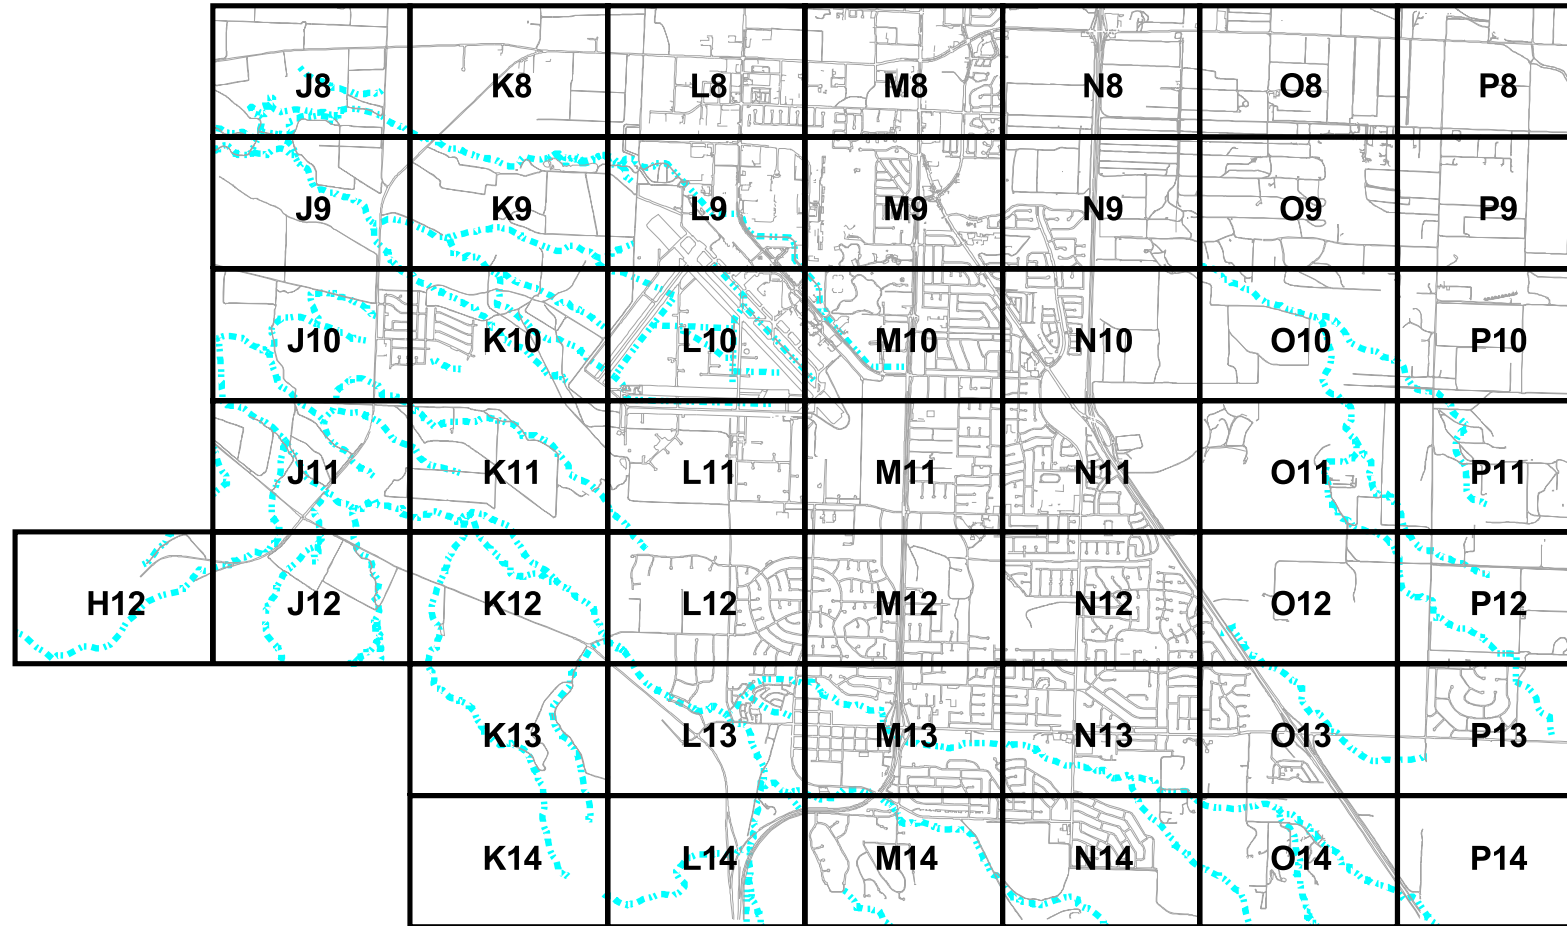 J8 K8 L8 M8 N8 O8 P8
J9 K9 L9 M9 N9 O9 P9
J10 K10 L10 M10 N10 O10 P10
J11 K11 L11 M11 N11 O11 P11
H12 J12 K12 L12 M12 N12 O12 P12
K13 L13 M13 N13 O13 P13
K14 L14 M14 N14 O14 P14